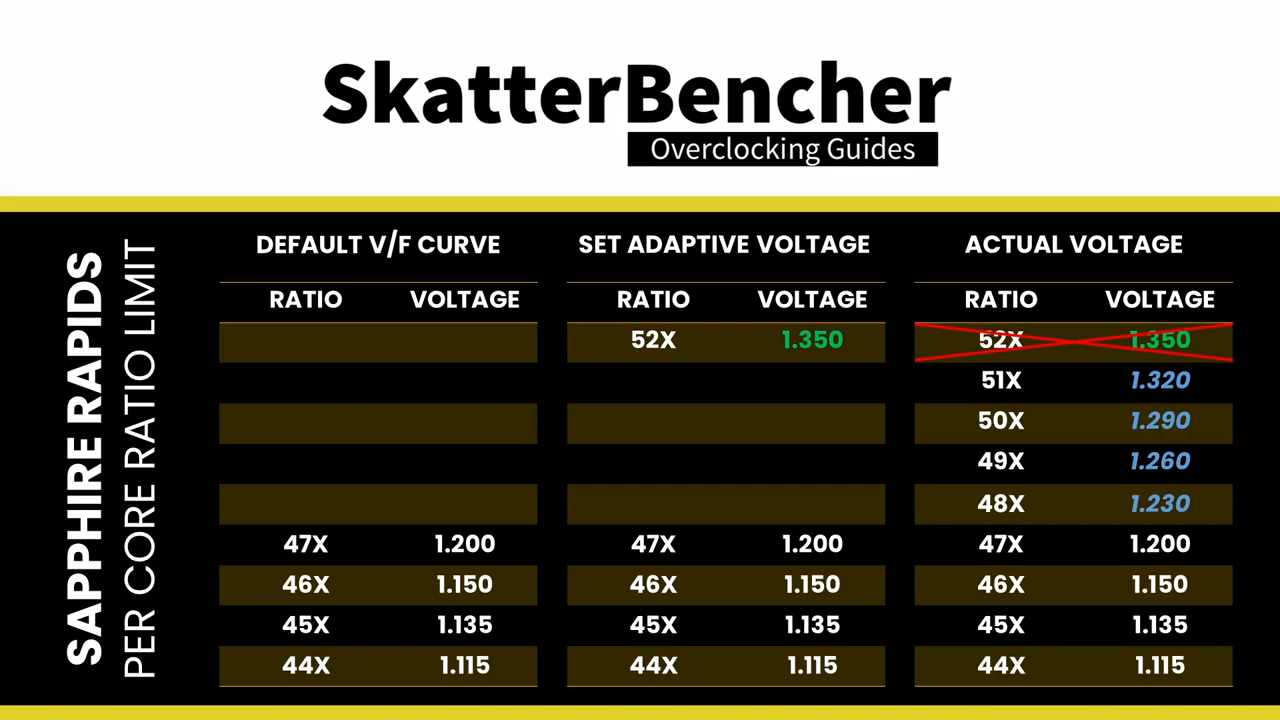 SkatterBencher
Overclocking Guides
SAPPHIRE RAPIDS
PER CORE RATIO LIMIT
DEFAULT V/F CURVE SET ADAPTIVE VOLTAGE ACTUAL VOLTAGE
RATIO VOLTAGE RATIO VOLTAGE RATIO VOLTAGE
52X 1.350 52X 1.350
51X 1.320
50X 1.290
49X 1.260
48X 1.230
47X 1.200 47X 1.200 47X 1.200
46X 1.150 46X 1.150 46X 1.150
45X 1.135 45X 1.135 45X 1.135
44X 1.115 44X 1.115 44X 1.115